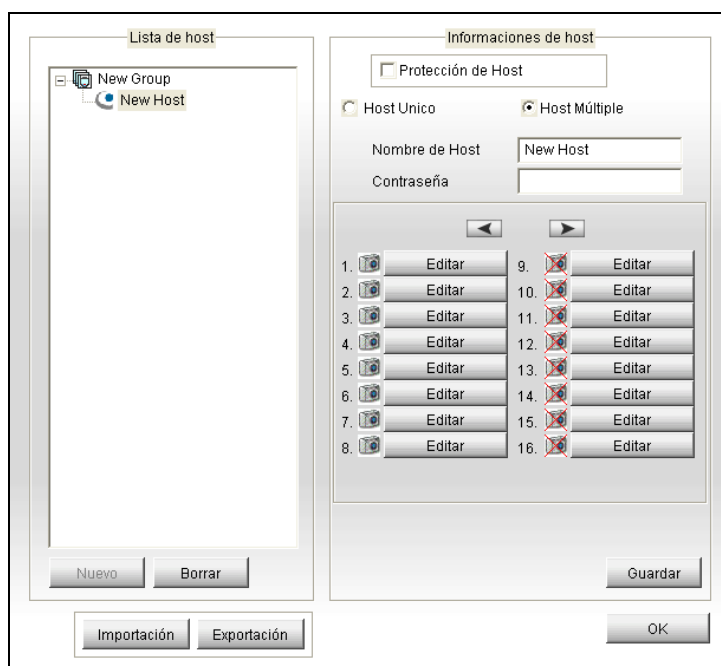 Lista de host
New Group
New Host
Nuevo
Borrar
Importación
Exportación
Informaciones de host
Protección de Host
Host Unico
Host Múltiple
Nombre de Host
New Host
Contraseña
1. Editar
2. Editar
3. Editar
4. Editar
5. Editar
6. Editar
7. Editar
8. Editar
9. Editar
10. Editar
11. Editar
12. Editar
13. Editar
14. Editar
15. Editar
16. Editar
Guardar
OK